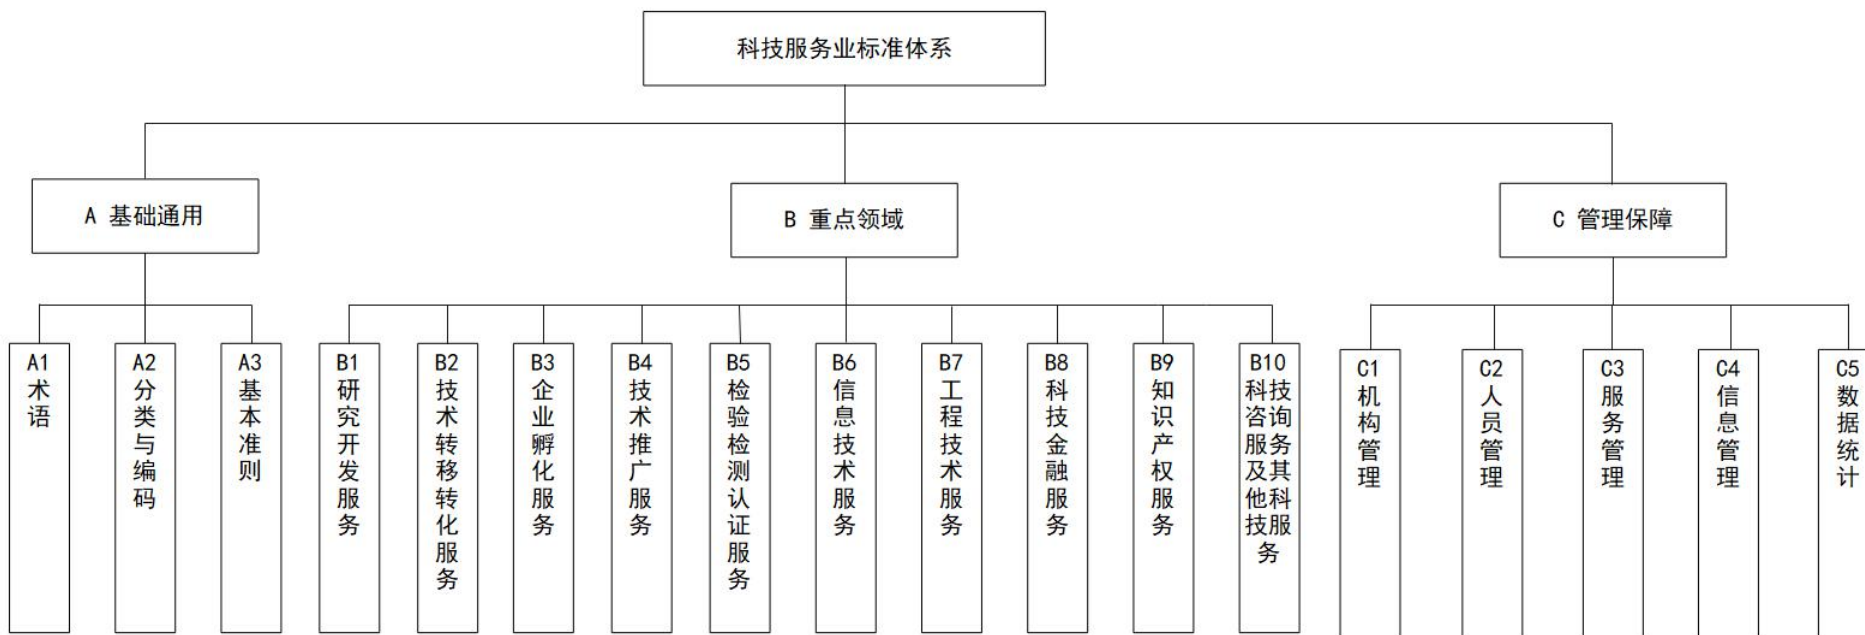 科技服务业标准体系
A 基础通用
B 重点领域
C 管理保障
A1
术语
A2
分类与编码
A3
基本准则
B1
研究开发服务
B2
技术转移转化服务
B3
企业孵化服务
B4
技术推广服务
B5
检验检测认证服务
B6
信息技术服务
B7
工程技术服务
B8
科技金融服务
B9
知识产权服务
B10
科技
咨询
服务
及其
他科
技服
务
C1
机构管理
C2
人员管理
C3
服务管理
C4
信息管理
C5
数据统计